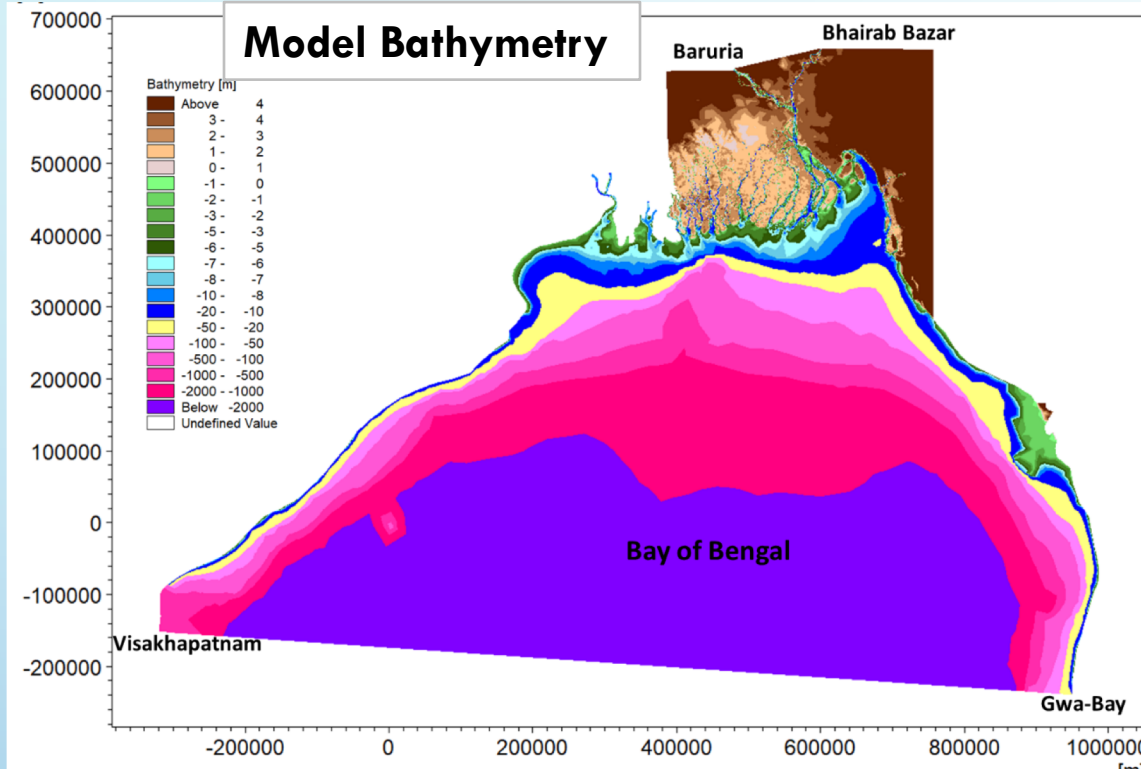 Model Bathymetry
700000
600000
500000
400000
300000
200000
100000
0
-100000
-200000
Bathymetry [m]
Above 4
3 - 4
2 - 3
1 - 2
0 - 1
-1 - 0
-2 - -1
-3 - -2
-5 - -3
-6 - -5
-7 - -6
-8 - -7
-10 - -8
-20 - -10
-50 - -20
-100 - -50
-500 - -100
-1000 - -500
-2000 - -1000
Below -2000
Undefined Value
Baruria
Bhairab Bazar
Bay of Bengal
Visakhapatnam
Gwa-Bay
-200000 0 200000 400000 600000 800000